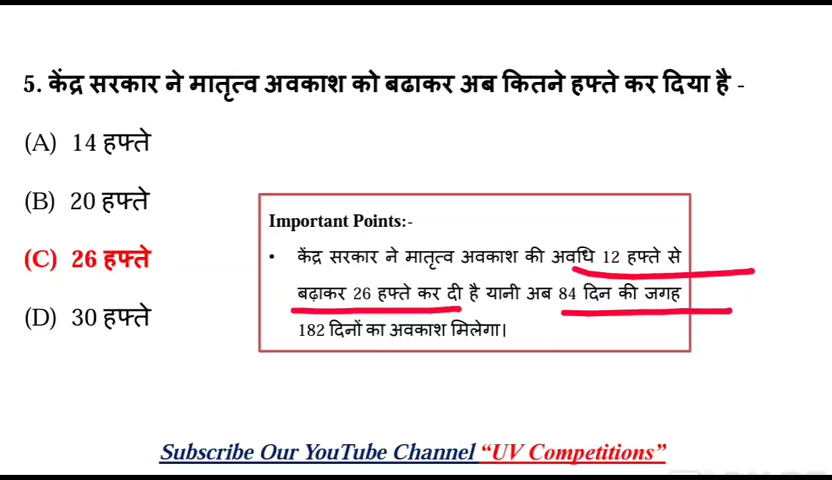 5. केंद्र सरकार ने मातृत्व अवकाश को बढाकर अब कितने हफ्ते कर दिया है -
(A) 14 हफ्ते
(B) 20 हफ्ते
(C) 26 हफ्ते
(D) 30 हफ्ते
Important Points:-
• केंद्र सरकार ने मातृत्व अवकाश की अवधि 12 हफ्ते से
बढ़ाकर 26 हफ्ते कर दी है यानी अब 84 दिन की जगह
182 दिनों का अवकाश मिलेगा।
Subscribe Our YouTube Channel “UV Competitions”